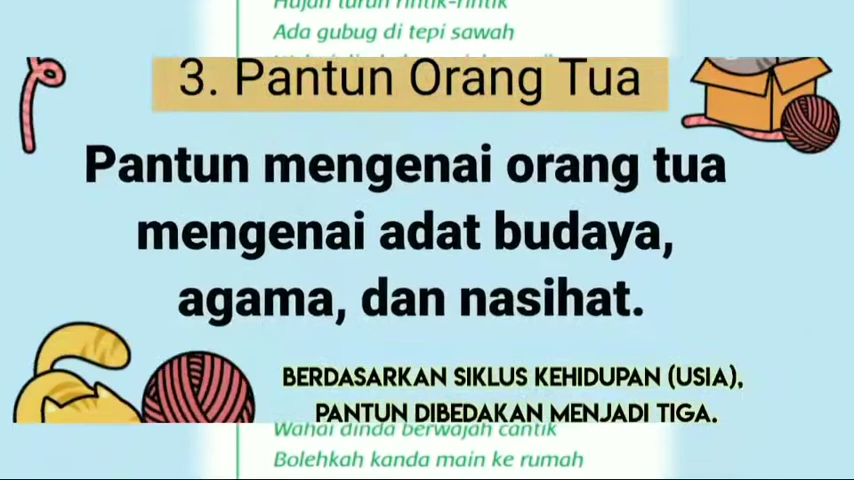 Hujan turun rintik-rintik
Ada gubug di tepi sawah
3. Pantun Orang Tua
Pantun mengenai orang tua
mengenai adat budaya,
agama, dan nasihat.
BERDASARKAN SIKLUS KEHIDUPAN (USIA),
PANTUN DIBEDAKAN MENJADI TIGA.
Wahai dinda berwajah cantik
Bolehkah kanda main ke rumah